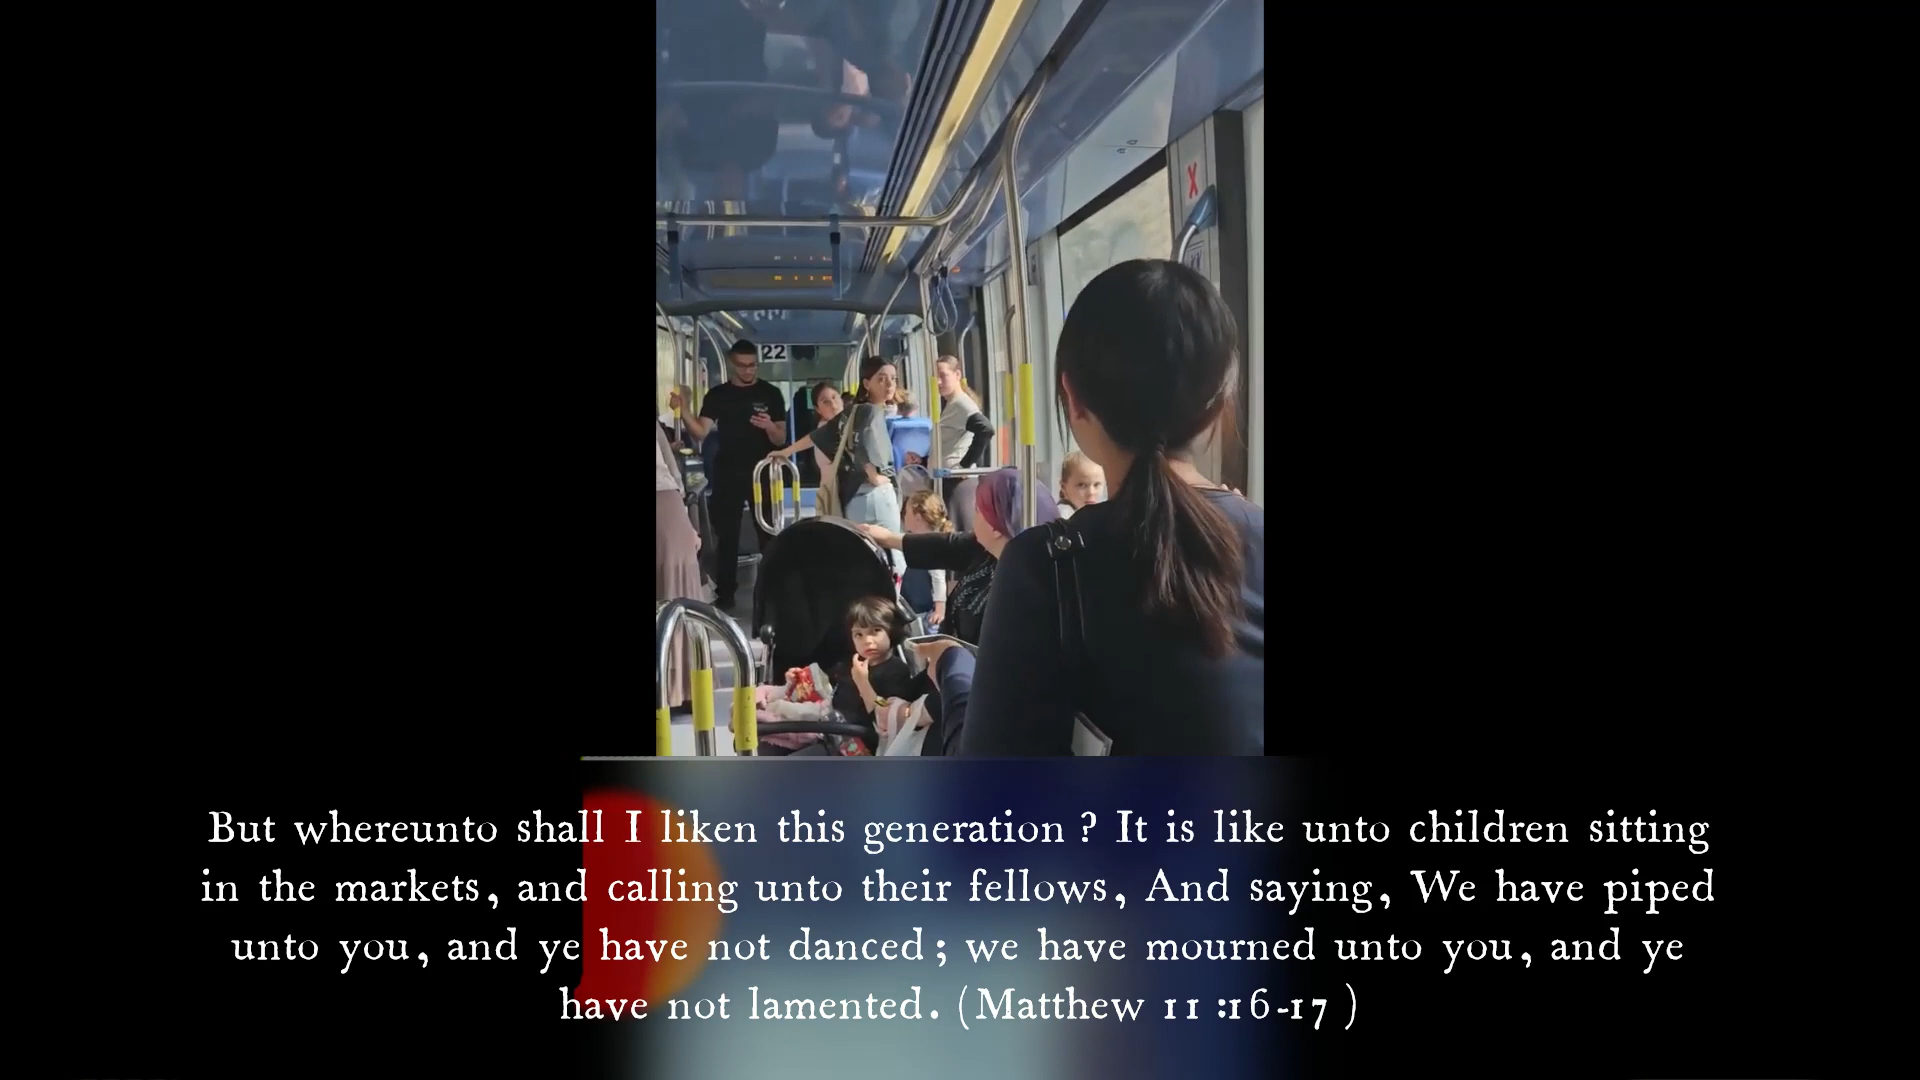 22
X
But whereunto shall I liken this generation ? It is like unto children sitting
in the markets, and calling unto their fellows, And saying, We have piped
unto you, and ye have not danced; we have mourned unto you, and ye
have not lamented. (Matthew 11 :16-17 )